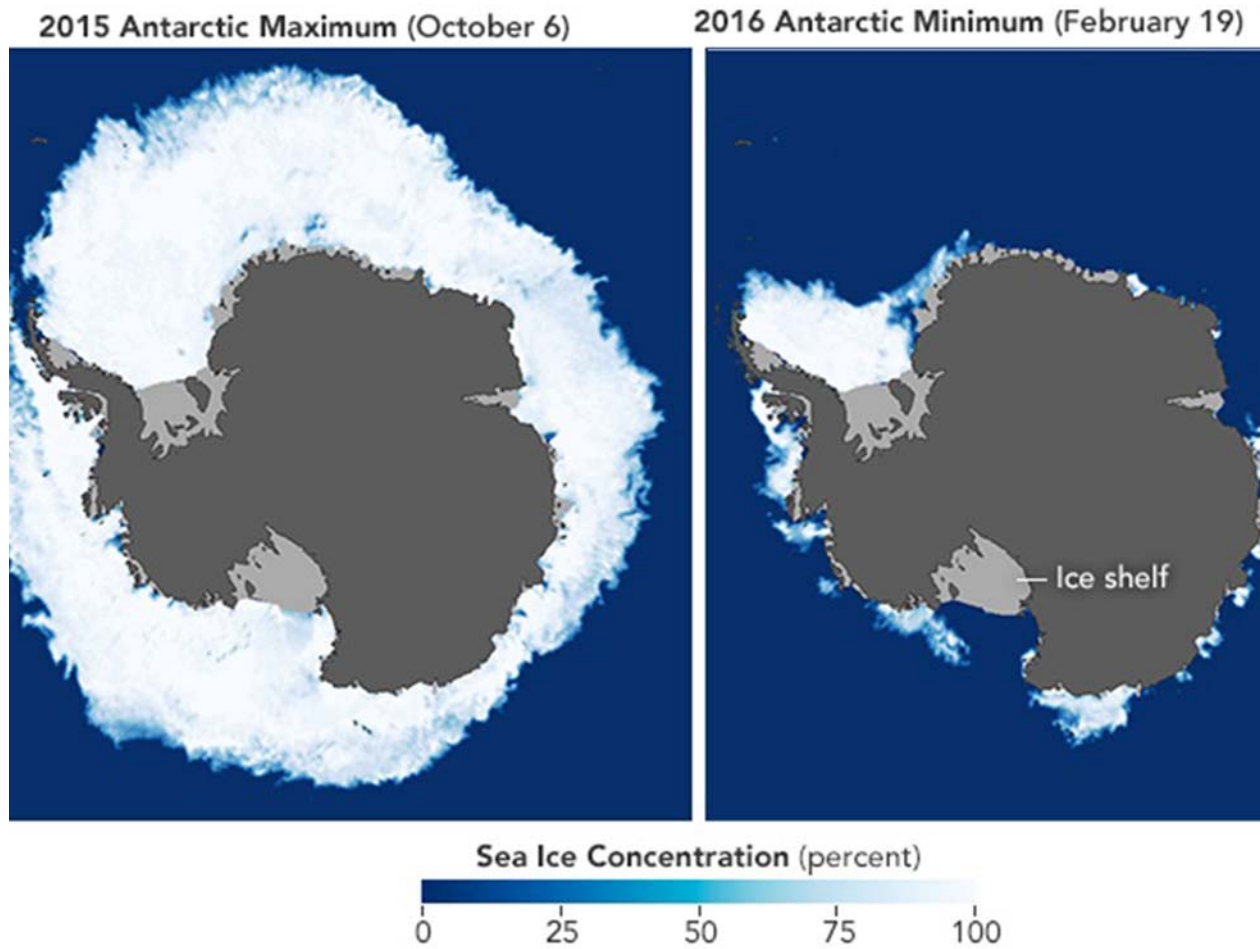 2015 Antarctic Maximum (October 6)
2016 Antarctic Minimum (February 19)
Ice shelf
Sea Ice Concentration (percent)
0 25 50 75 100